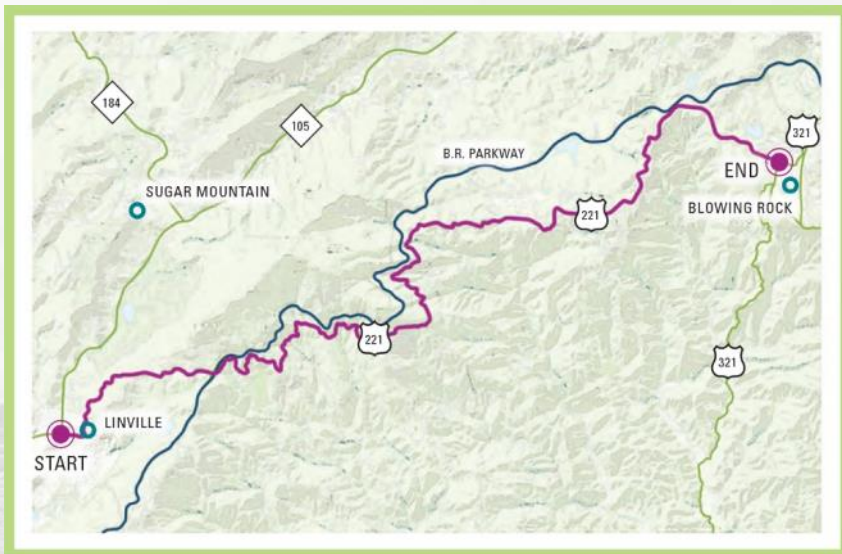 184
105
321
B.R. PARKWAY
SUGAR MOUNTAIN
END
221
BLOWING ROCK
221
321
LINVILLE
START